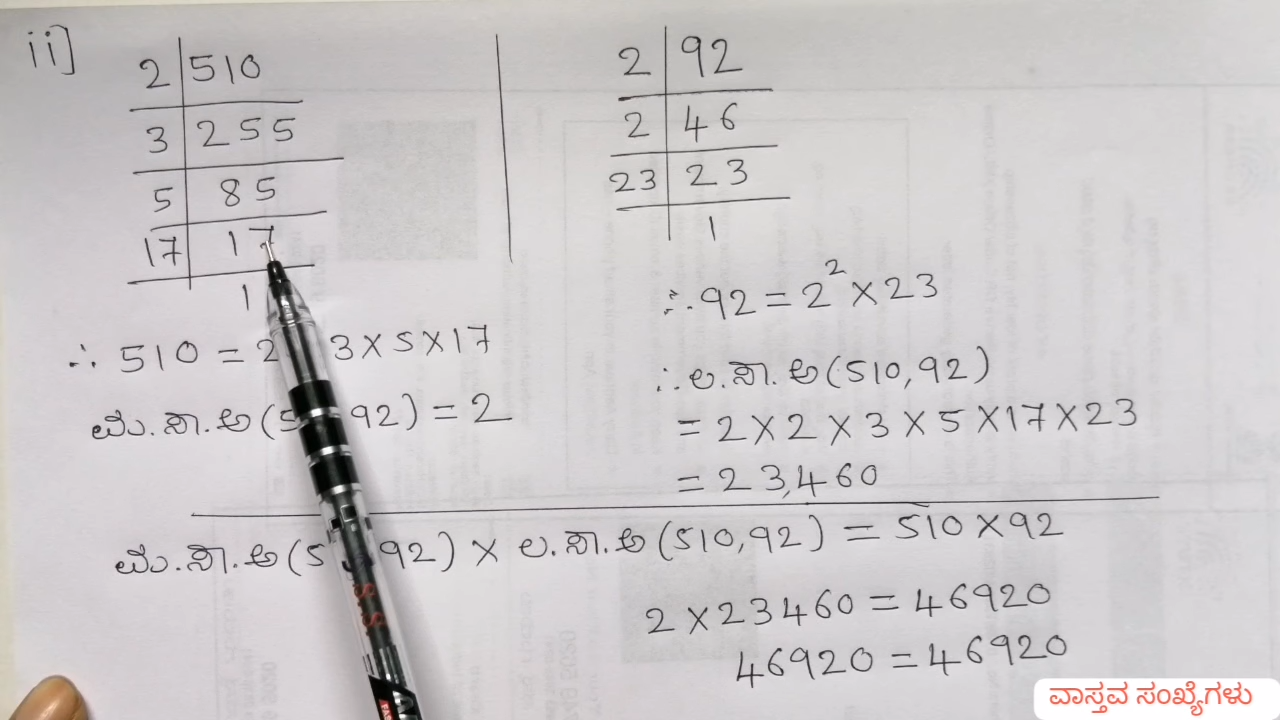 ii]
2 | 510
3 | 255
5 | 85
17 | 17
1
∴ 510 = 2 3 × 5 × 17
ಮ.ಸಾ.ಅ (5 , 92) = 2
2 | 92
2 | 46
23 | 23
1
∴ 92 = 2² × 23
∴ ಲ.ಸಾ.ಅ (510, 92)
= 2 × 2 × 3 × 5 × 17 × 23
= 23,460
ಮ.ಸಾ.ಅ (5 , 92) × ಲ.ಸಾ.ಅ (510, 92) = 510 × 92
2 × 23460 = 46920
46920 = 46920
ವಾಸ್ತವ ಸಂಖ್ಯೆಗಳು